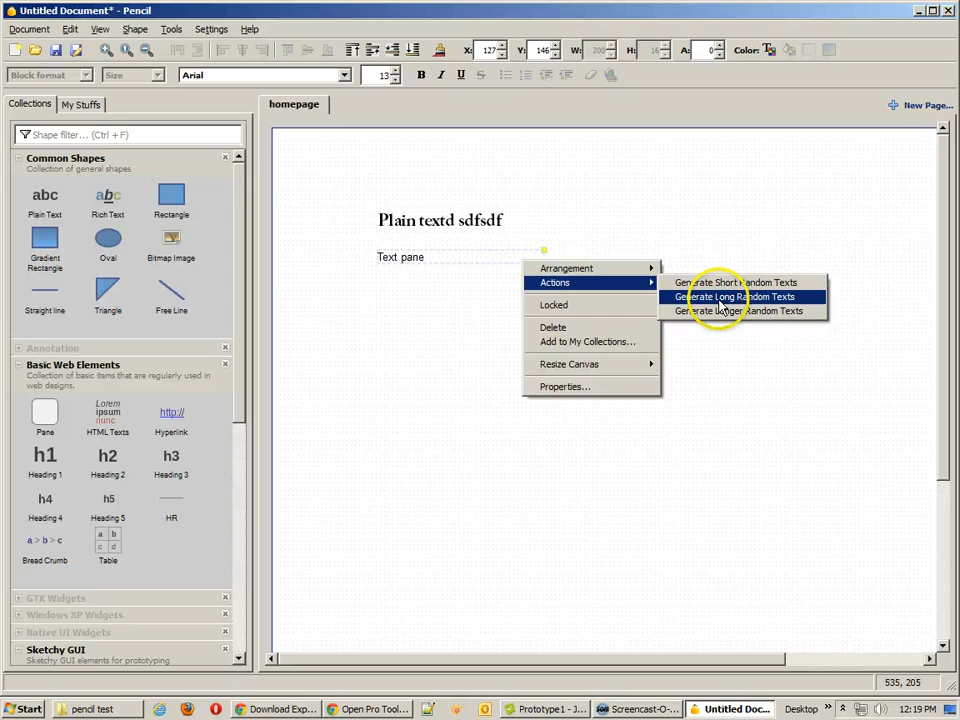 Untitled Document* - Pencil
Document Edit View Shape Tools Settings Help
X: 127 Y: 146 W: 200 H: 16 A: 0 Color:
Block format Size Arial 13 B I U S
Collections My Stuffs
homepage
New Page...
Shape filter... (Ctrl + F)
Common Shapes
Collection of general shapes
abc abc
Plain Text Rich Text Rectangle
Gradient Rectangle Oval Bitmap Image
Straight line Triangle Free Line
Annotation
Basic Web Elements
Collection of basic items that are regularly used in
web designs.
Lorem
ipsum
nunc
http://
Pane HTML Texts Hyperlink
h1 h2 h3
Heading 1 Heading 2 Heading 3
h4 h5
Heading 4 Heading 5 HR
a > b > c
a b
c d
Bread Crumb Table
GTK Widgets
Windows XP Widgets
Native UI Widgets
Sketchy GUI
Sketchy GUI elements for prototyping
Plain textd sdfsdf
Text pane
Arrangement
Actions
Locked
Delete
Add to My Collections...
Resize Canvas
Properties...
Generate Short Random Texts
Generate Long Random Texts
Generate Longer Random Texts
535, 205
Start pencil test Download Exp... Open Pro Tool... Prototype1 - J... Screencast-O-... Untitled Doc... Desktop » 12:19 PM